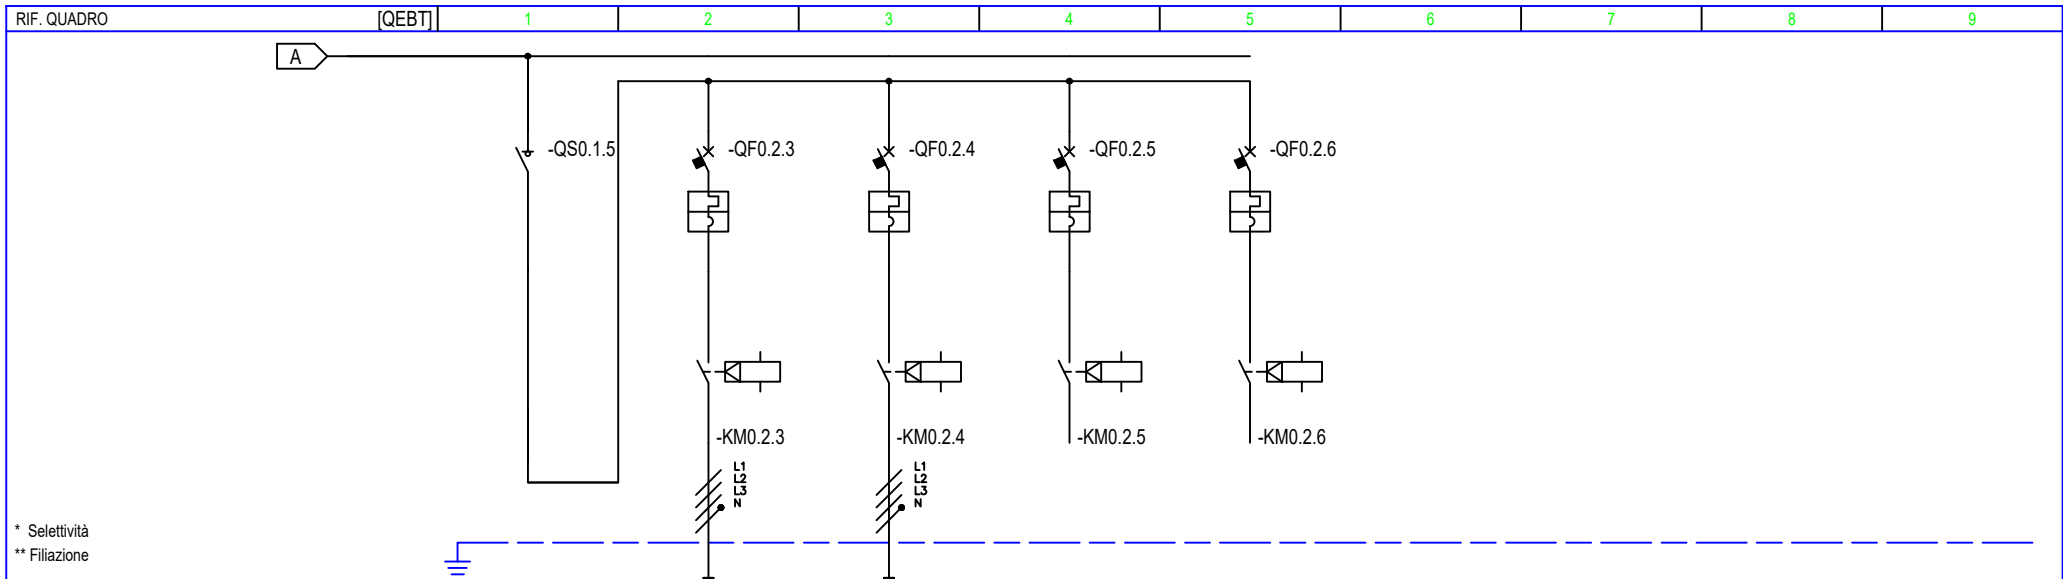 RIF. QUADRO [QEBT] 1 2 3 4 5 6 7 8 9
A
-QS0.1.5 -QF0.2.3 -QF0.2.4 -QF0.2.5 -QF0.2.6
-KM0.2.3 -KM0.2.4 -KM0.2.5 -KM0.2.6
L1 L1
L2 L2
L3 L3
N N
* Selettività
** Filiazione